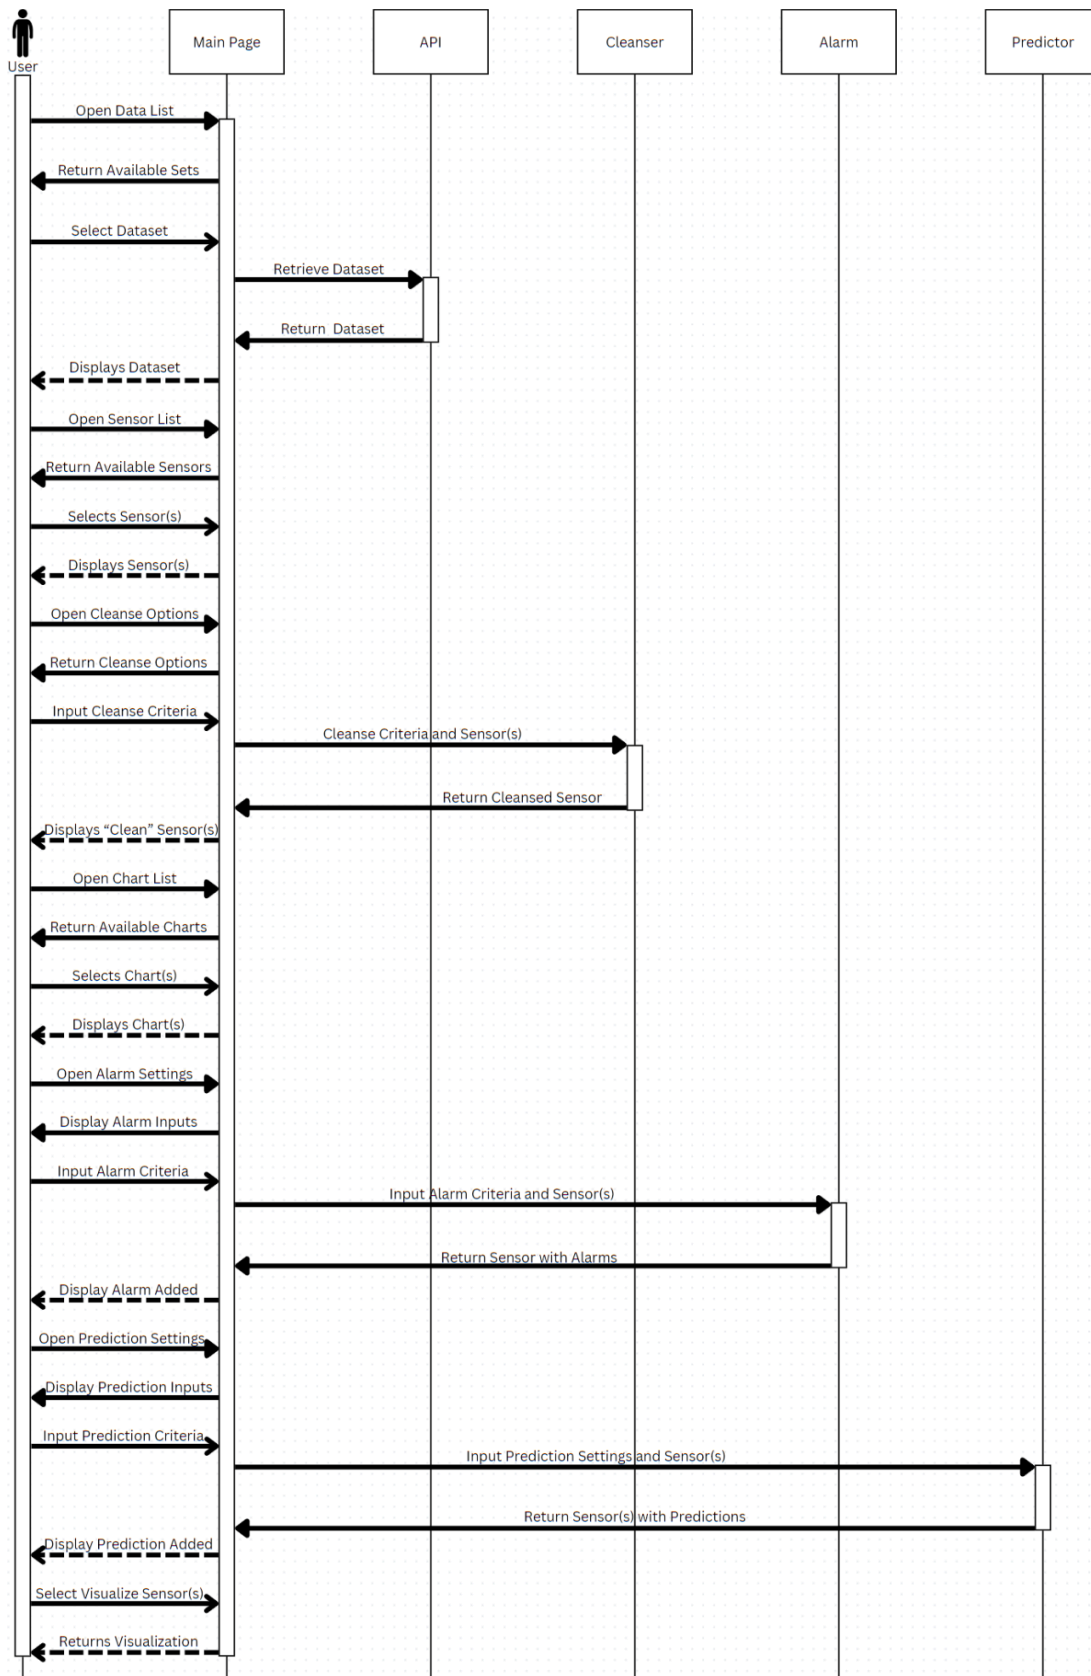 User
Main Page
API
Cleanser
Alarm
Predictor
Open Data List
Return Available Sets
Select Dataset
Retrieve Dataset
Return Dataset
Displays Dataset
Open Sensor List
Return Available Sensors
Selects Sensor(s)
Displays Sensor(s)
Open Cleanse Options
Return Cleanse Options
Input Cleanse Criteria
Cleanse Criteria and Sensor(s)
Return Cleansed Sensor
Displays “Clean” Sensor(s)
Open Chart List
Return Available Charts
Selects Chart(s)
Displays Chart(s)
Open Alarm Settings
Display Alarm Inputs
Input Alarm Criteria
Input Alarm Criteria and Sensor(s)
Return Sensor with Alarms
Display Alarm Added
Open Prediction Settings
Display Prediction Inputs
Input Prediction Criteria
Input Prediction Settings and Sensor(s)
Return Sensor(s) with Predictions
Display Prediction Added
Select Visualize Sensor(s)
Returns Visualization